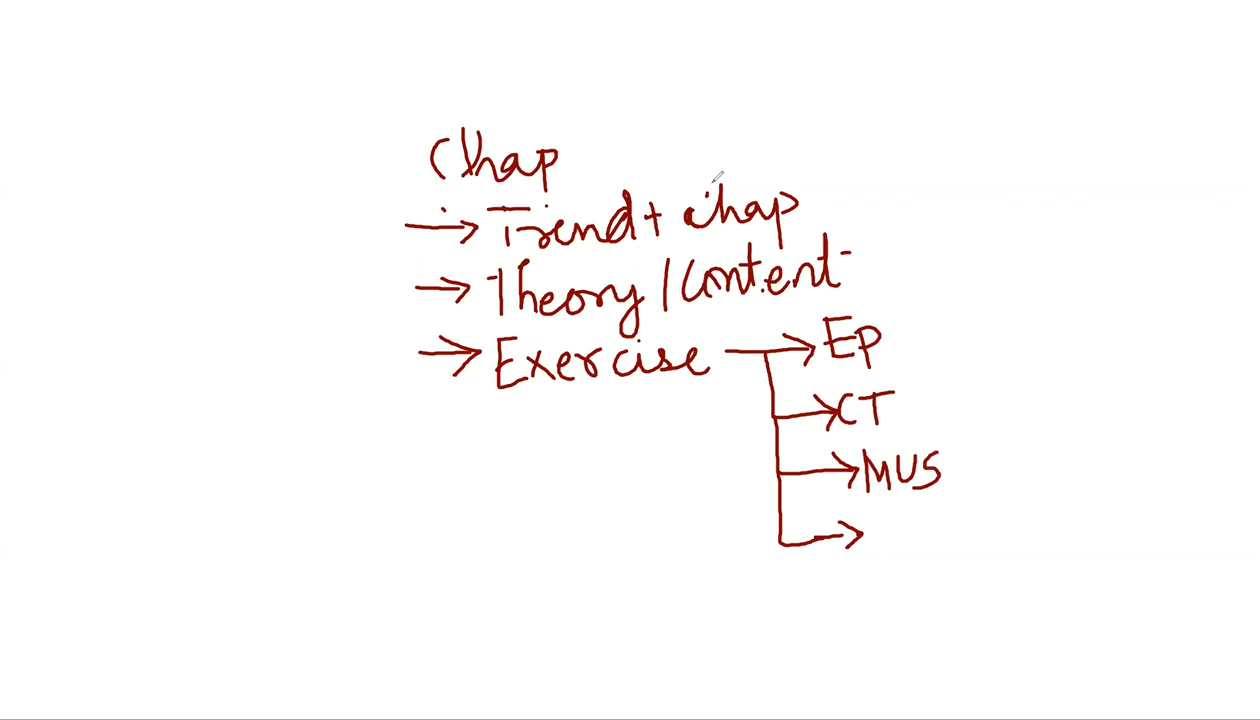 Chap
→ Trend + Chap
→ Theory / Content
→ Exercise → EP
→ CT
→ MUS
→